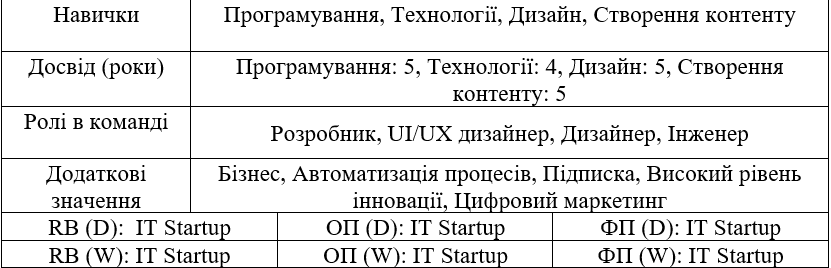 Навички
Програмування, Технології, Дизайн, Створення контенту
Досвід (роки)
Програмування: 5, Технології: 4, Дизайн: 5, Створення
контенту: 5
Ролі в команді
Розробник, UI/UX дизайнер, Дизайнер, Інженер
Додаткові
значення
Бізнес, Автоматизація процесів, Підписка, Високий рівень
інновації, Цифровий маркетинг
RB (D): IT Startup
ОП (D): IT Startup
ФП (D): IT Startup
RB (W): IT Startup
ОП (W): IT Startup
ФП (W): IT Startup